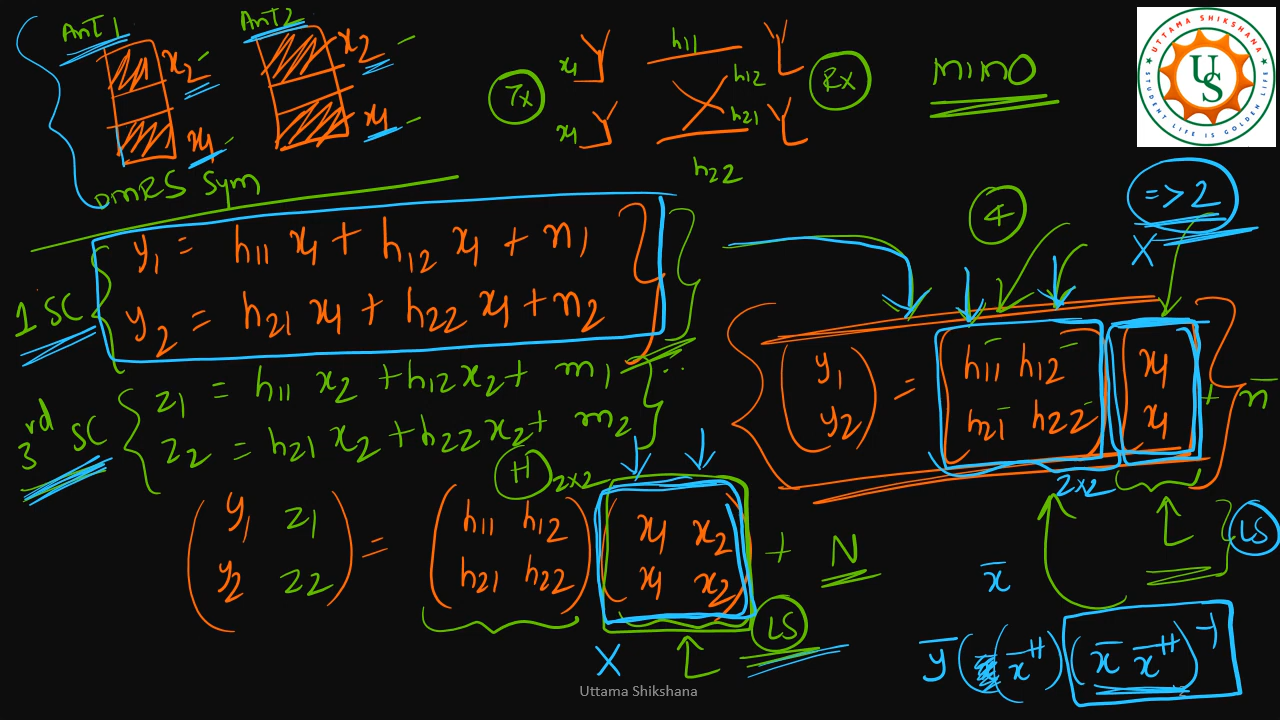 AnT1
AnT2
x2
x2
x1
x1
DMRS Sym
Tx
x1
x1
h11
h12
h21
h22
Rx
MIMO
UTTAMA SHIKSHANA
US
STUDENT LIFE IS GOLDEN LIFE
1 SC
y1 = h11 x1 + h12 x1 + n1
y2 = h21 x1 + h22 x1 + n2
3rd SC
z1 = h11 x2 + h12 x2 + m1
z2 = h21 x2 + h22 x2 + m2
4
=> 2
X
y1 = h11 h12 x1 + n̄
y2 h21 h22 x1
2x2
LS
H 2x2
y1 z1 = h11 h12 x1 x2 + N
y2 z2 h21 h22 x1 x2
LS
X
x̄
ȳ (x̄^H) (x̄ x̄^H)^-1
Uttama Shikshana